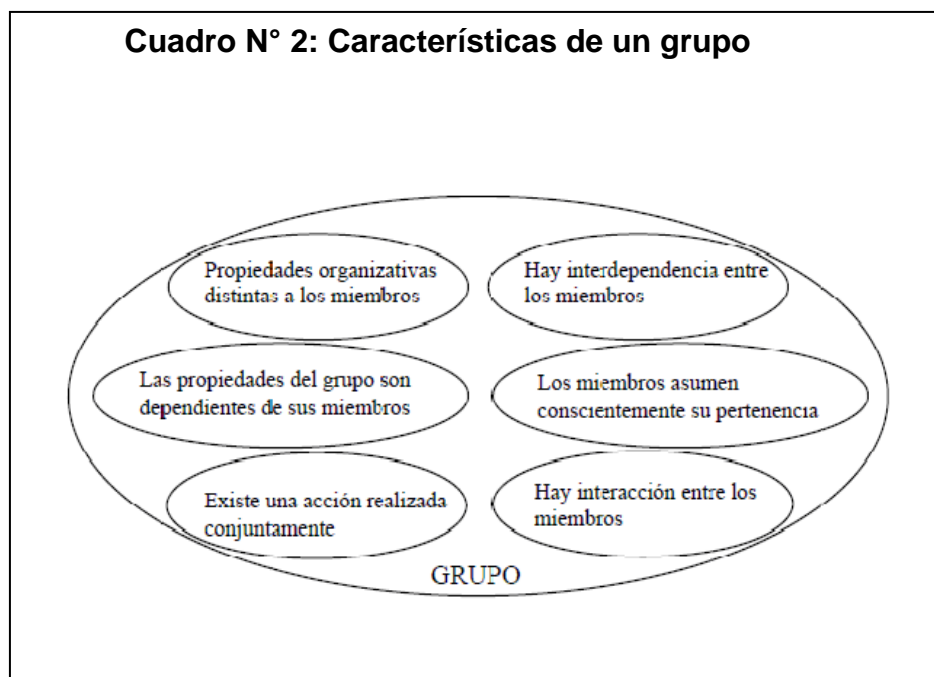 Cuadro N° 2: Características de un grupo
Propiedades organizativas
distintas a los miembros
Hay interdependencia entre
los miembros
Las propiedades del grupo son
dependientes de sus miembros
Los miembros asumen
conscientemente su pertenencia
Existe una acción realizada
conjuntamente
Hay interacción entre los
miembros
GRUPO